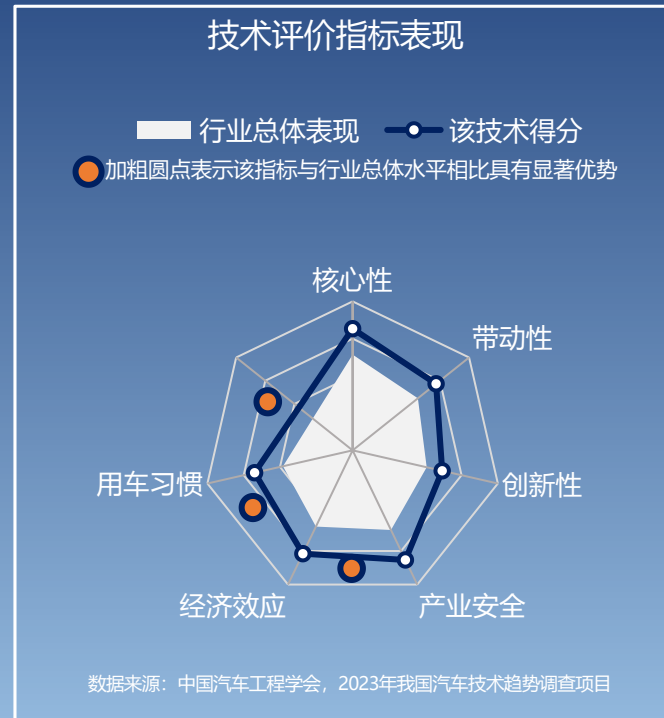 技术评价指标表现
行业总体表现 该技术得分
加粗圆点表示该指标与行业总体水平相比具有显著优势
核心性
带动性
用车习惯
创新性
经济效应
产业安全
数据来源：中国汽车工程学会，2023年我国汽车技术趋势调查项目